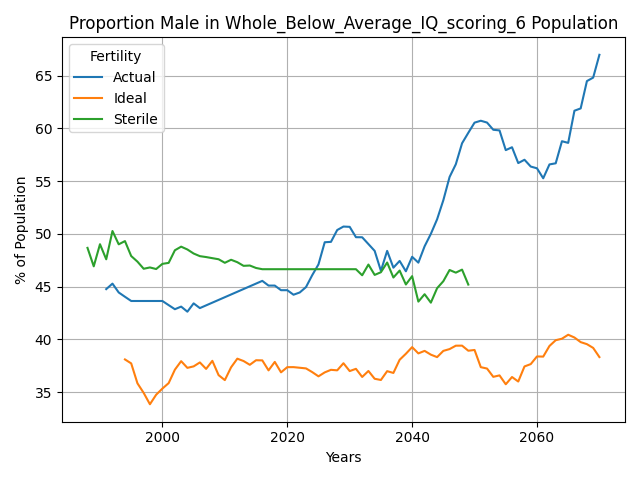 Proportion Male in Whole_Below_Average_IQ_scoring_6 Population
Fertility
Actual
Ideal
Sterile
% of Population
65
60
55
50
45
40
35
2000
2020
2040
2060
Years